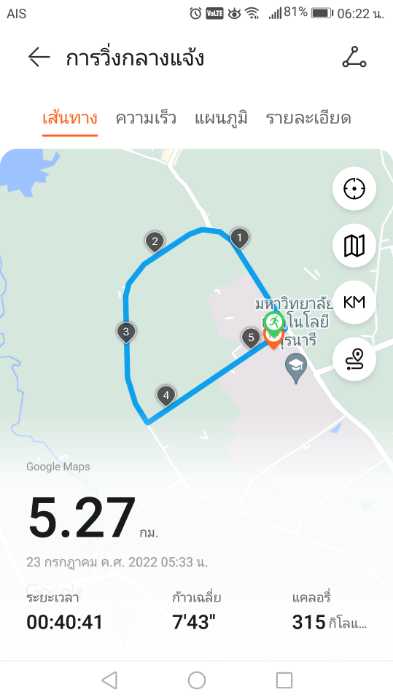 AIS VoLTE 81% 06:22 น.
การวิ่งกลางแจ้ง
เส้นทาง ความเร็ว แผนภูมิ รายละเอียด
1
2
มหาวิทยาลัย
KM
โนโลยี
3
5
ุรนารี
4
Google Maps
5.27 กม.
23 กรกฎาคม ค.ศ. 2022 05:33 น.
ระยะเวลา ก้าวเฉลี่ย แคลอรี่
00:40:41 7'43" 315 กิโลแ...